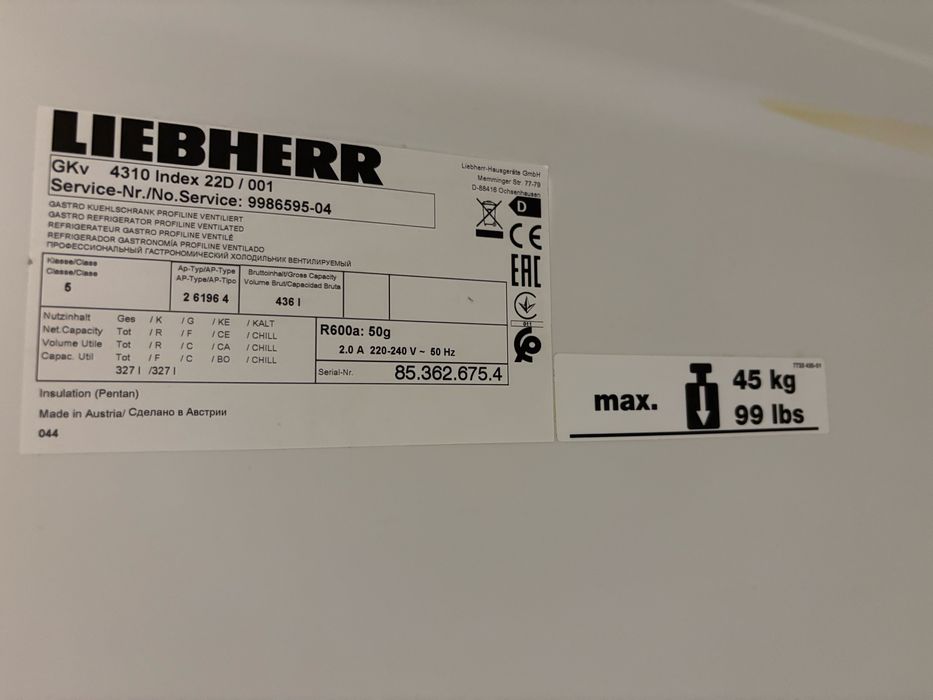 LIEBHERR
GKv 4310 Index 22D / 001
Service-Nr./No.Service: 9986595-04
Liebherr-Hausgeräte GmbH
Memminger Str. 77-79
D-88416 Ochsenhausen
D
GASTRO KUEHLSCHRANK PROFILINE VENTILIERT
GASTRO REFRIGERATOR PROFILINE VENTILATED
REFRIGERATEUR GASTRO PROFILINE VENTILÉ
REFRIGERADOR GASTRONOMÍA PROFILINE VENTILADO
ПРОФЕССИОНАЛЬНЫЙ ГАСТРОНОМИЧЕСКИЙ ХОЛОДИЛЬНИК ВЕНТИЛИРУЕМЫЙ
CE
EAC
011
Klasse/Class
Classe/Clase
5
Ap-Typ/AP-Type
AP-Type/AP-Tipo
2 6196 4
Bruttoinhalt/Gross Capacity
Volume Brut/Capacidad Bruta
436 l
Nutzinhalt Ges / K / G / KE / KALT
Net.Capacity Tot / R / F / CE / CHILL
Volume Utile Tot / R / C / CA / CHILL
Capac. Util Tot / F / C / BO / CHILL
327 l /327 l
R600a: 50g
2.0 A 220-240 V ~ 50 Hz
Serial-Nr. 85.362.675.4
Insulation (Pentan)
Made in Austria/ Сделано в Австрии
044
max.
45 kg
99 lbs